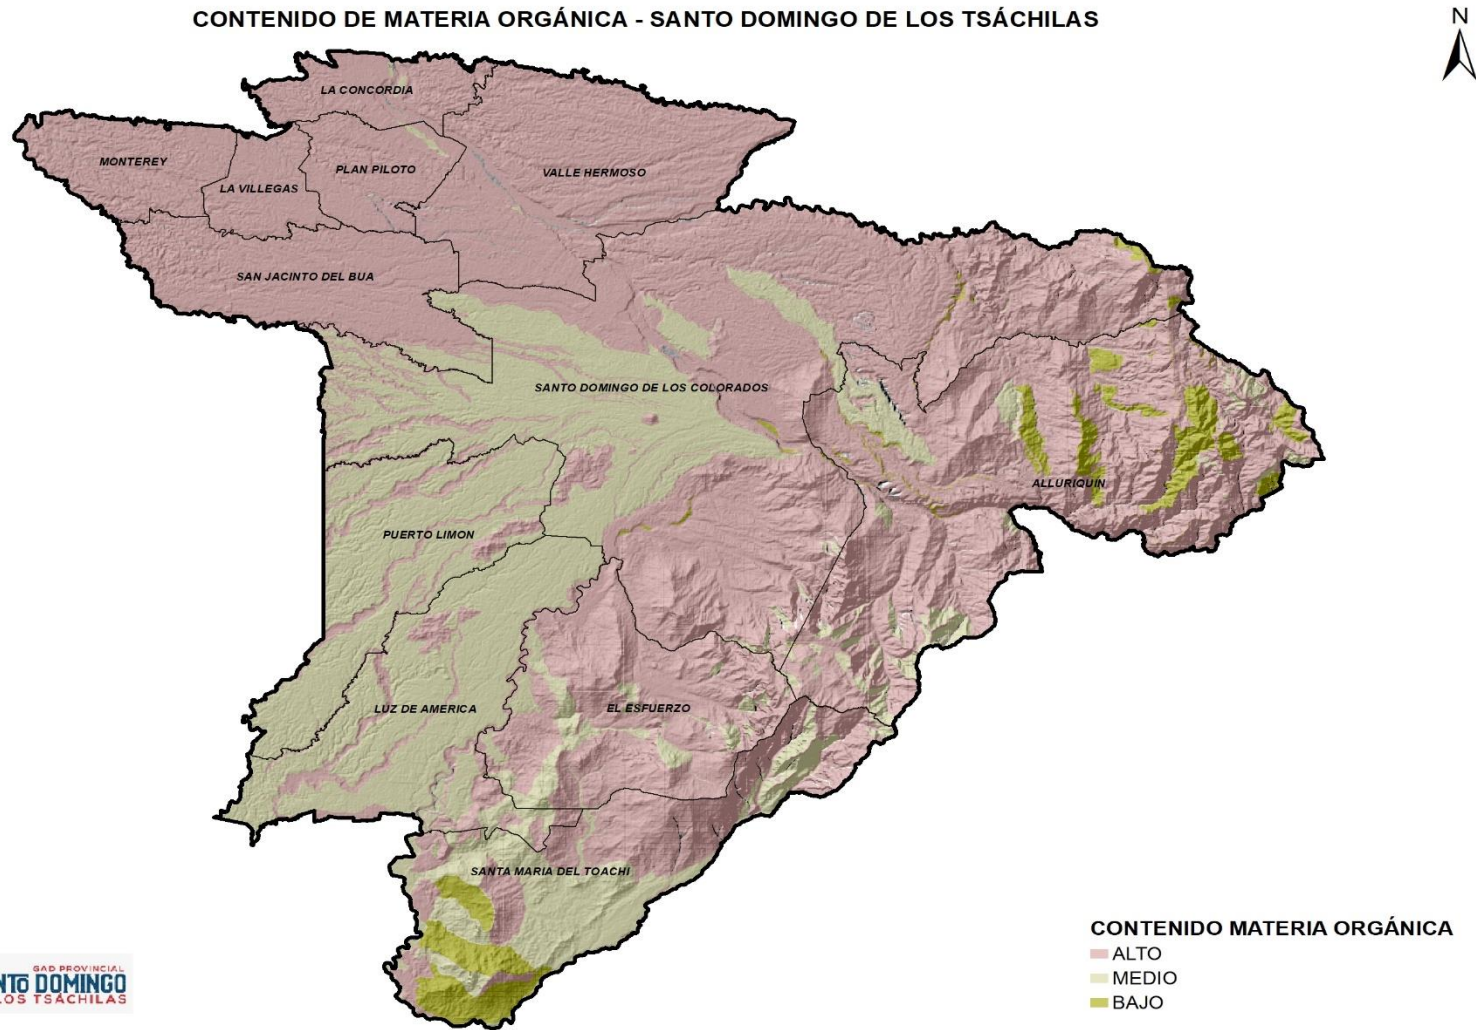 CONTENIDO DE MATERIA ORGÁNICA - SANTO DOMINGO DE LOS TSÁCHILAS
N
LA CONCORDIA
MONTEREY
LA VILLEGAS
PLAN PILOTO
VALLE HERMOSO
SAN JACINTO DEL BUA
SANTO DOMINGO DE LOS COLORADOS
ALLURIQUIN
PUERTO LIMON
LUZ DE AMERICA
EL ESFUERZO
SANTA MARIA DEL TOACHI
CONTENIDO MATERIA ORGÁNICA
ALTO
MEDIO
BAJO
GAD PROVINCIAL
NTO DOMINGO
LOS TSÁCHILAS